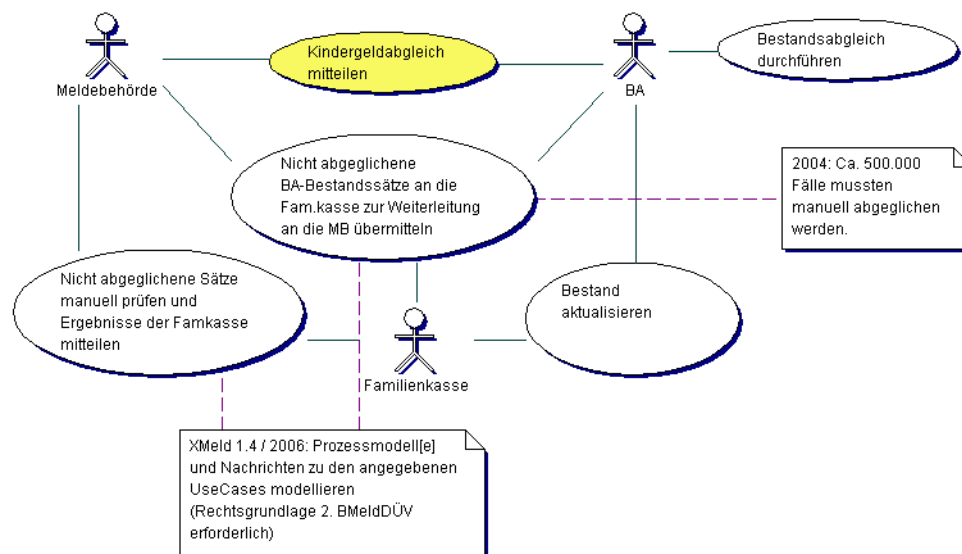 Kindergeldabgleich
mitteilen
Bestandsabgleich
durchführen
Meldebehörde
BA
Nicht abgeglichene
BA-Bestandssätze an die
Fam.kasse zur Weiterleitung
an die MB übermitteln
2004: Ca. 500.000
Fälle mussten
manuell abgeglichen
werden.
Nicht abgeglichene Sätze
manuell prüfen und
Ergebnisse der Famkasse
mitteilen
Bestand
aktualisieren
Familienkasse
XMeld 1.4 / 2006: Prozessmodell[e]
und Nachrichten zu den angegebenen
UseCases modellieren
(Rechtsgrundlage 2. BMeldDÜV
erforderlich)